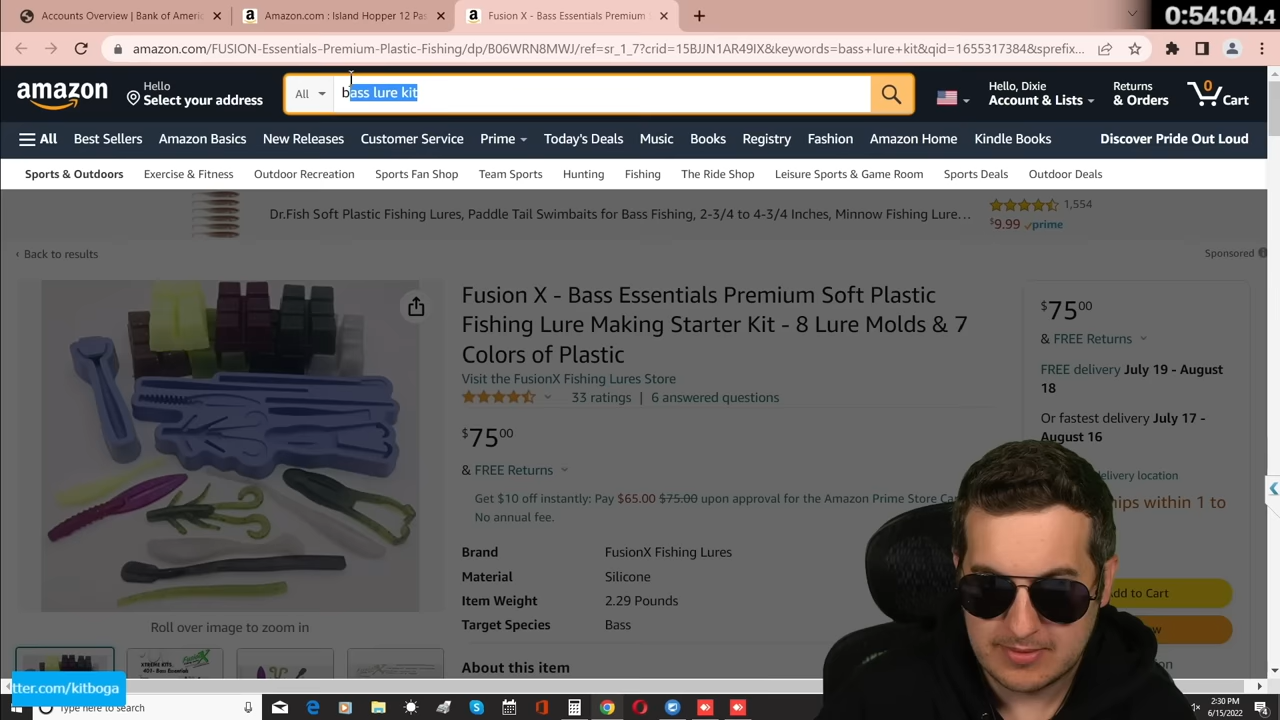 Accounts Overview | Bank of Ameri
Amazon.com : Island Hopper 12 Pa
Fusion X - Bass Essentials Premium
0:54:04.4
amazon.com/FUSION-Essentials-Premium-Plastic-Fishing/dp/B06WRN8MWJ/ref=sr_1_7?crid=15BJJN1AR49IX&keywords=bass+lure+kit&qid=1655317384&sprefix...
amazon
Hello
Select your address
All
bass lure kit
Hello, Dixie
Account & Lists
Returns
& Orders
0
Cart
All
Best Sellers
Amazon Basics
New Releases
Customer Service
Prime
Today's Deals
Music
Books
Registry
Fashion
Amazon Home
Kindle Books
Discover Pride Out Loud
Sports & Outdoors
Exercise & Fitness
Outdoor Recreation
Sports Fan Shop
Team Sports
Hunting
Fishing
The Ride Shop
Leisure Sports & Game Room
Sports Deals
Outdoor Deals
Dr.Fish Soft Plastic Fishing Lures, Paddle Tail Swimbaits for Bass Fishing, 2-3/4 to 4-3/4 Inches, Minnow Fishing Lure...
1,554
$9.99 prime
‹ Back to results
Sponsored
Fusion X - Bass Essentials Premium Soft Plastic
Fishing Lure Making Starter Kit - 8 Lure Molds & 7
Colors of Plastic
Visit the FusionX Fishing Lures Store
33 ratings | 6 answered questions
$7500
& FREE Returns
Get $10 off instantly: Pay $65.00 $75.00 upon approval for the Amazon Prime Store Ca
No annual fee.
Brand FusionX Fishing Lures
Material Silicone
Item Weight 2.29 Pounds
Target Species Bass
About this item
$7500
& FREE Returns
FREE delivery July 19 - August
18
Or fastest delivery July 17 -
August 16
delivery location
hips within 1 to
Add to Cart
Roll over image to zoom in
tter.com/kitboga
Type here to search
2:30 PM
6/15/2022
4